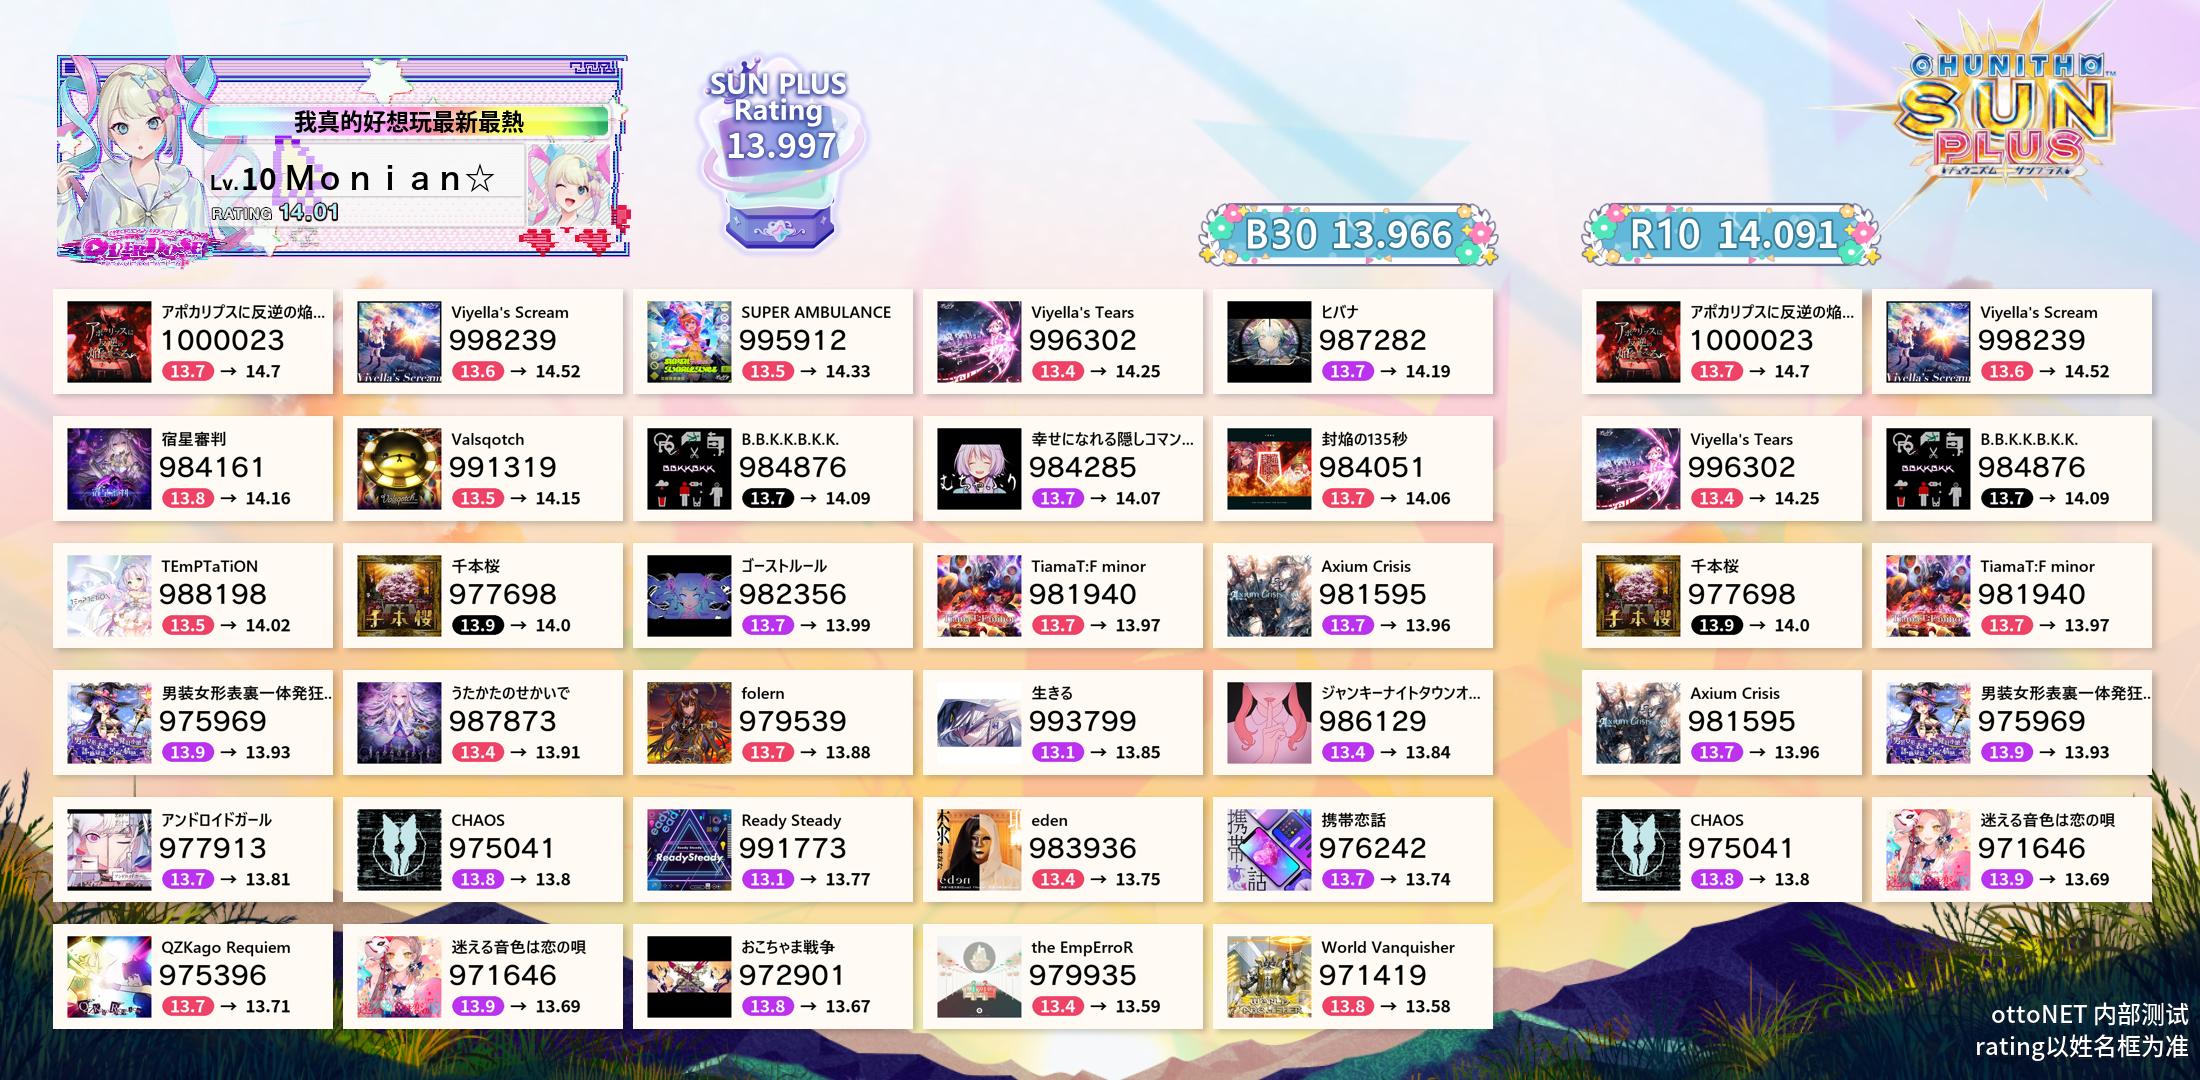 我真的好想玩最新最熱
Lv.10 Ｍｏｎｉａｎ☆
RATING 14.01
OVERDOSE
SUN PLUS
Rating
13.997
CHUNITHM
SUN
PLUS
チュウニズム サンプラス
B30 13.966
R10 14.091
アポカリプスに反逆の焔...
1000023
13.7 → 14.7
Viyella's Scream
998239
13.6 → 14.52
SUPER AMBULANCE
995912
13.5 → 14.33
Viyella's Tears
996302
13.4 → 14.25
ヒバナ
987282
13.7 → 14.19
宿星審判
984161
13.8 → 14.16
Valsqotch
991319
13.5 → 14.15
B.B.K.K.B.K.K.
984876
13.7 → 14.09
幸せになれる隠しコマン...
984285
13.7 → 14.07
封焔の135秒
984051
13.7 → 14.06
TEmPTaTiON
988198
13.5 → 14.02
千本桜
977698
13.9 → 14.0
ゴーストルール
982356
13.7 → 13.99
TiamaT:F minor
981940
13.7 → 13.97
Axium Crisis
981595
13.7 → 13.96
男装女形表裏一体発狂...
975969
13.9 → 13.93
うたかたのせかいで
987873
13.4 → 13.91
folern
979539
13.7 → 13.88
生きる
993799
13.1 → 13.85
ジャンキーナイトタウンオ...
986129
13.4 → 13.84
アンドロイドガール
977913
13.7 → 13.81
CHAOS
975041
13.8 → 13.8
Ready Steady
991773
13.1 → 13.77
eden
983936
13.4 → 13.75
携帯恋話
976242
13.7 → 13.74
QZKago Requiem
975396
13.7 → 13.71
迷える音色は恋の唄
971646
13.9 → 13.69
おこちゃま戦争
972901
13.8 → 13.67
the EmpErroR
979935
13.4 → 13.59
World Vanquisher
971419
13.8 → 13.58
アポカリプスに反逆の焔...
1000023
13.7 → 14.7
Viyella's Scream
998239
13.6 → 14.52
Viyella's Tears
996302
13.4 → 14.25
B.B.K.K.B.K.K.
984876
13.7 → 14.09
千本桜
977698
13.9 → 14.0
TiamaT:F minor
981940
13.7 → 13.97
Axium Crisis
981595
13.7 → 13.96
男装女形表裏一体発狂...
975969
13.9 → 13.93
CHAOS
975041
13.8 → 13.8
迷える音色は恋の唄
971646
13.9 → 13.69
ottoNET 内部测试
rating以姓名框为准